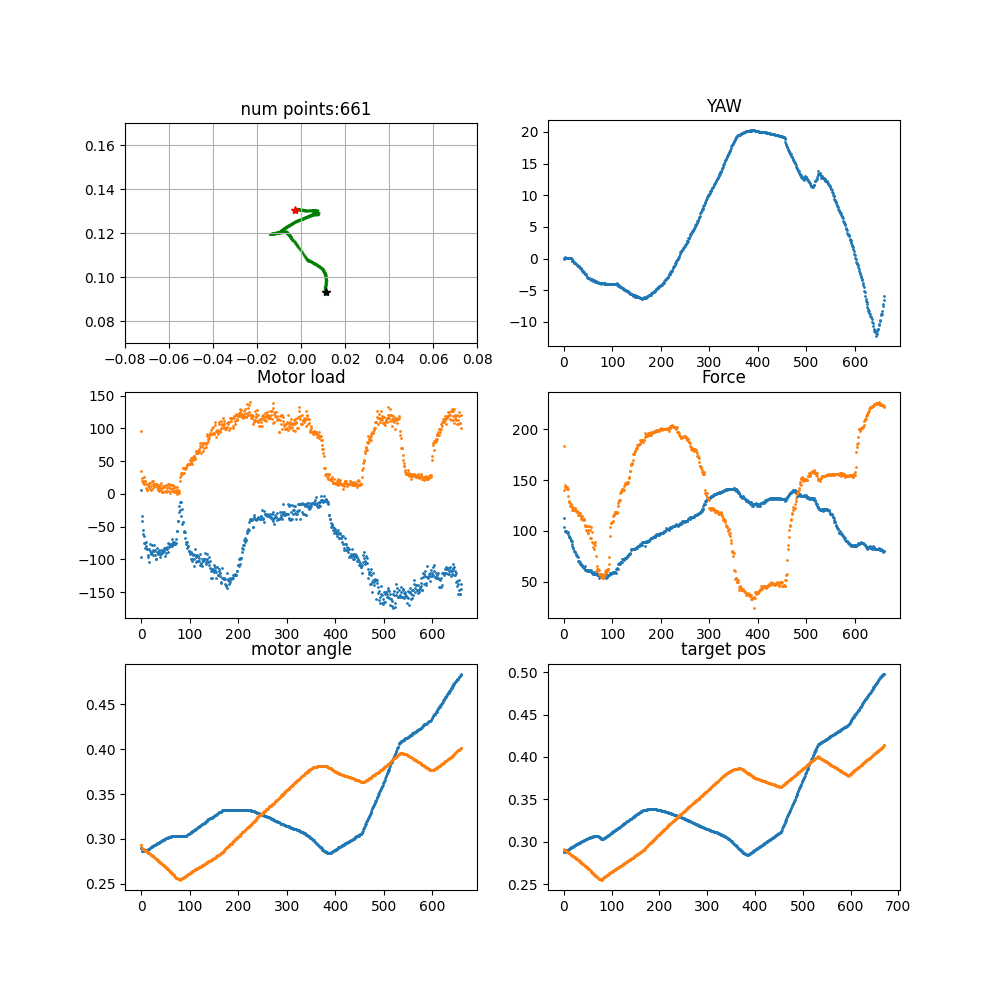 num points:661
YAW
0.16
0.14
0.12
0.10
0.08
−0.08 −0.06 −0.04 −0.02 0.00 0.02 0.04 0.06 0.08
20
15
10
5
0
−5
−10
0 100 200 300 400 500 600
Motor load
Force
150
100
50
0
−50
−100
−150
0 100 200 300 400 500 600
200
150
100
50
0 100 200 300 400 500 600
motor angle
target pos
0.45
0.40
0.35
0.30
0.25
0 100 200 300 400 500 600
0.50
0.45
0.40
0.35
0.30
0.25
0 100 200 300 400 500 600 700